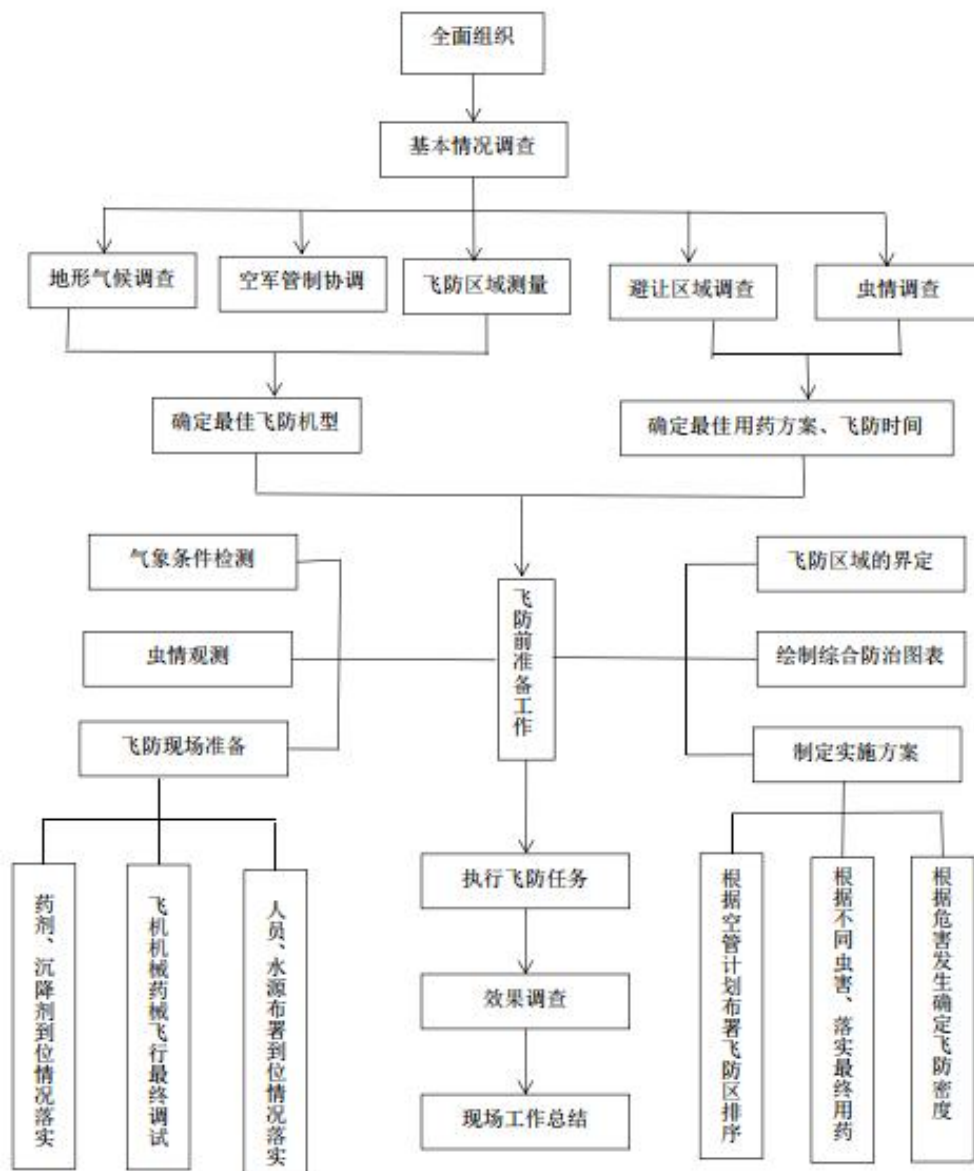 全面组织
基本情况调查
地形气候调查
空军管制协调
飞防区域测量
避让区域调查
虫情调查
确定最佳飞防机型
确定最佳用药方案、飞防时间
气象条件检测
虫情观测
飞防现场准备
飞防前准备工作
飞防区域的界定
绘制综合防治图表
制定实施方案
药剂、沉降剂到位情况落实
飞机机械药械飞行最终调试
人员、水源布署到位情况落实
执行飞防任务
效果调查
现场工作总结
根据空管计划布署飞防区排序
根据不同虫害、落实最终用药
根据危害发生确定飞防密度